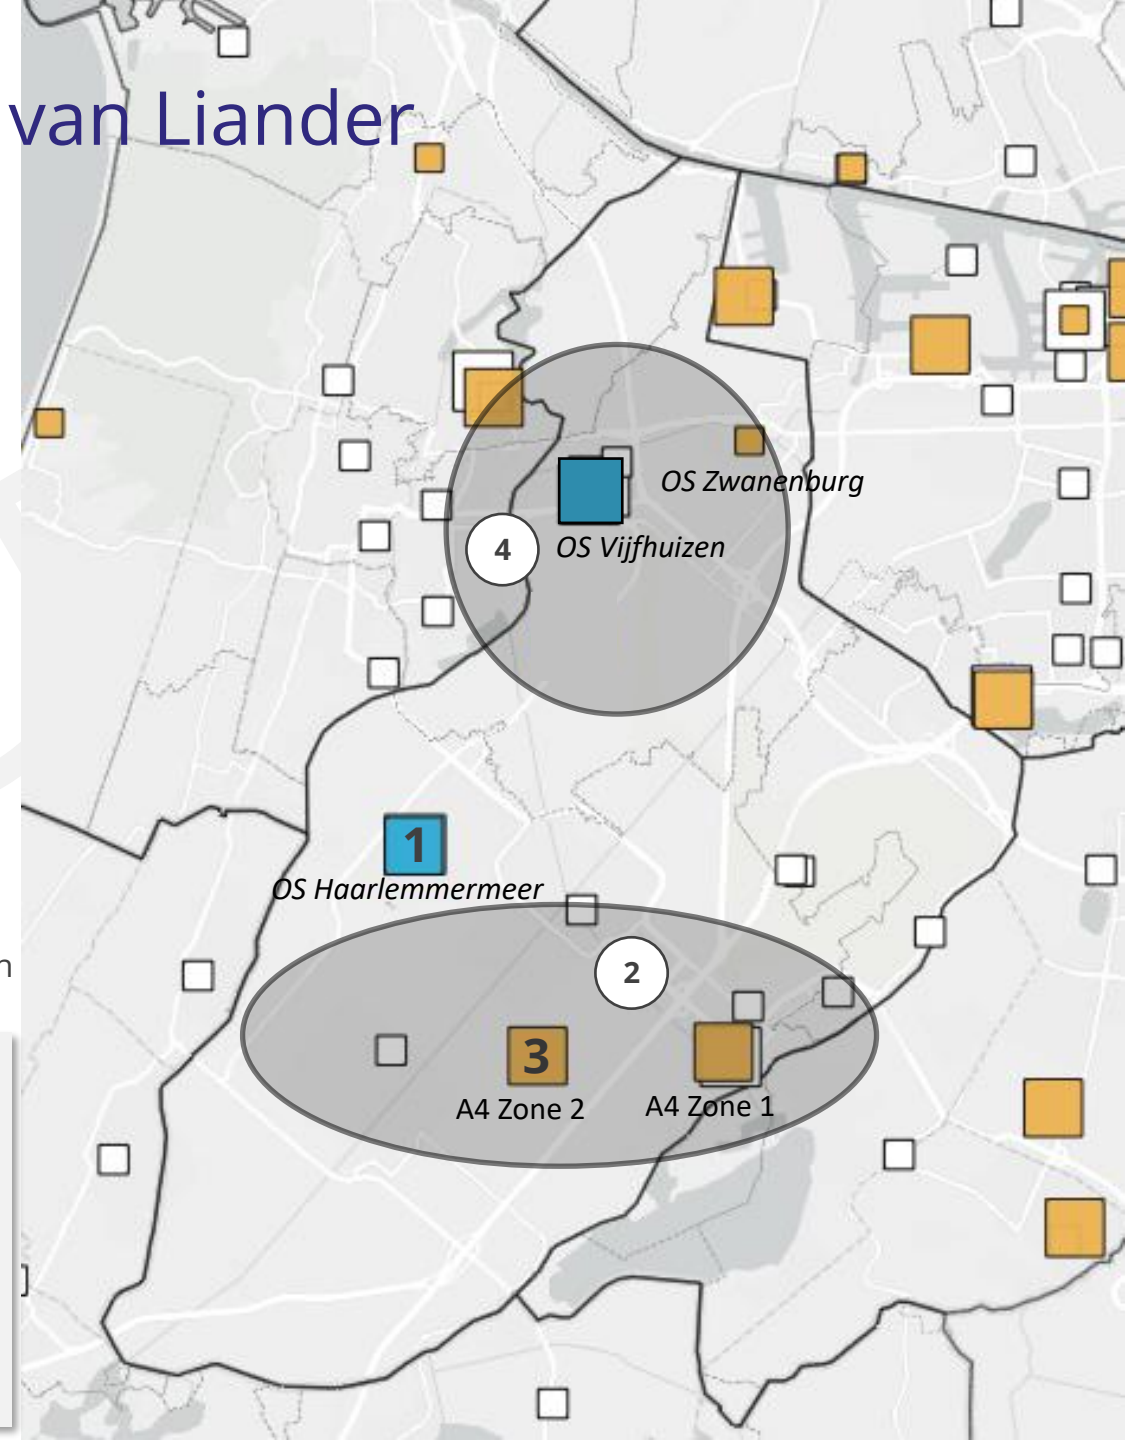 van Liander
OS Zwanenburg
4
OS Vijfhuizen
1
OS Haarlemmermeer
n
2
3
A4 Zone 2
A4 Zone 1